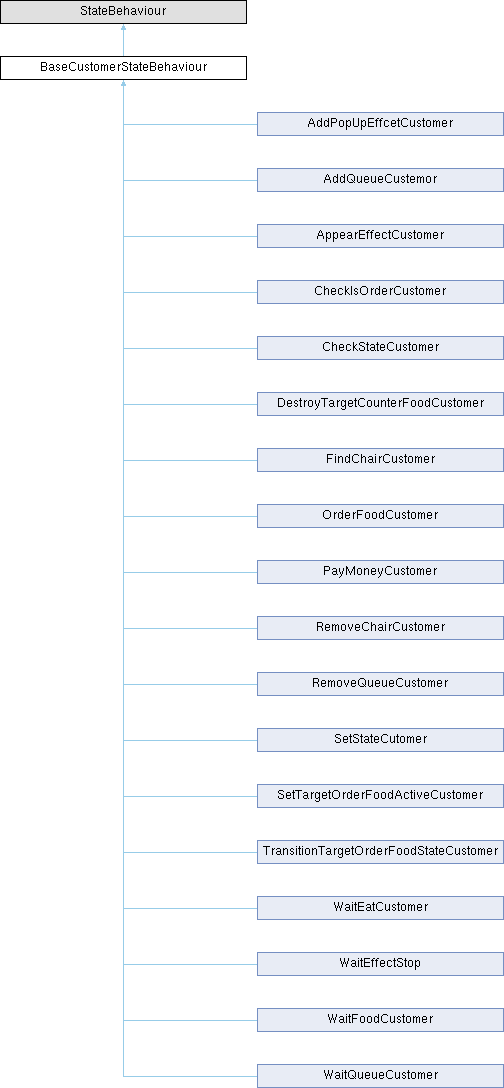 StateBehaviour
BaseCustomerStateBehaviour
AddPopUpEffcetCustomer
AddQueueCustemor
AppearEffectCustomer
CheckIsOrderCustomer
CheckStateCustomer
DestroyTargetCounterFoodCustomer
FindChairCustomer
OrderFoodCustomer
PayMoneyCustomer
RemoveChairCustomer
RemoveQueueCustomer
SetStateCutomer
SetTargetOrderFoodActiveCustomer
TransitionTargetOrderFoodStateCustomer
WaitEatCustomer
WaitEffectStop
WaitFoodCustomer
WaitQueueCustomer